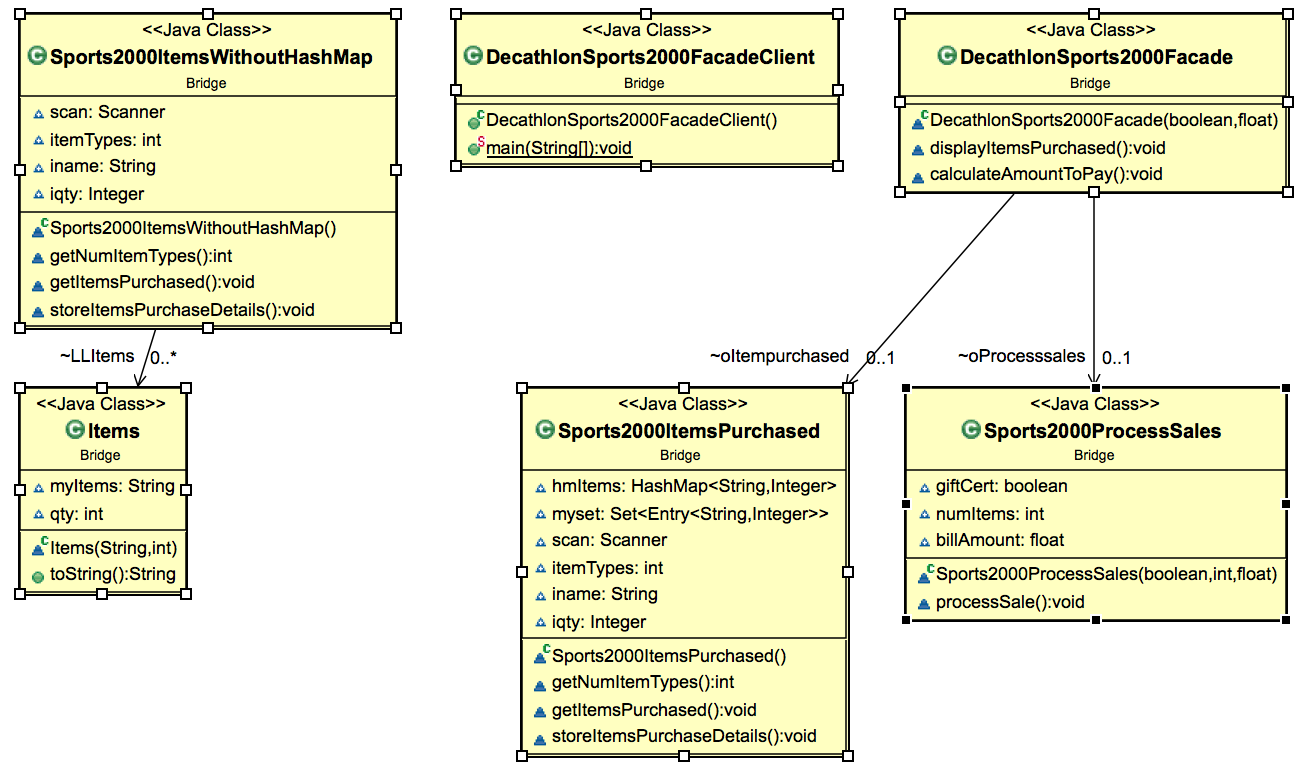 <<Java Class>>
C Sports2000ItemsWithoutHashMap
Bridge
scan: Scanner
itemTypes: int
iname: String
iqty: Integer
C Sports2000ItemsWithoutHashMap()
getNumItemTypes():int
getItemsPurchased():void
storeItemsPurchaseDetails():void
<<Java Class>>
C DecathlonSports2000FacadeClient
Bridge
C DecathlonSports2000FacadeClient()
S main(String[]):void
<<Java Class>>
C DecathlonSports2000Facade
Bridge
C DecathlonSports2000Facade(boolean,float)
displayItemsPurchased():void
calculateAmountToPay():void
~LLItems 0..*
~oItempurchased 0..1
~oProcesssales 0..1
<<Java Class>>
C Items
Bridge
myItems: String
qty: int
C Items(String,int)
toString():String
<<Java Class>>
C Sports2000ItemsPurchased
Bridge
hmItems: HashMap<String,Integer>
myset: Set<Entry<String,Integer>>
scan: Scanner
itemTypes: int
iname: String
iqty: Integer
C Sports2000ItemsPurchased()
getNumItemTypes():int
getItemsPurchased():void
storeItemsPurchaseDetails():void
<<Java Class>>
C Sports2000ProcessSales
Bridge
giftCert: boolean
numItems: int
billAmount: float
C Sports2000ProcessSales(boolean,int,float)
processSale():void